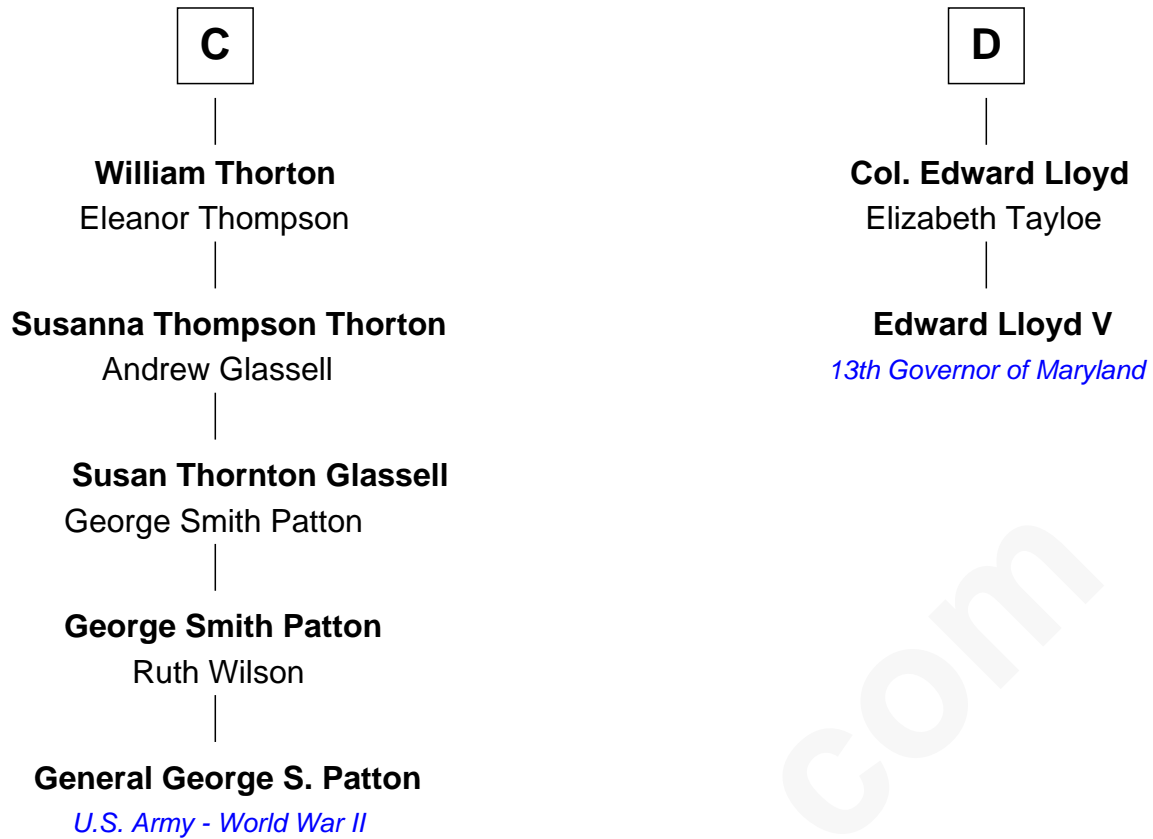 C
William Thorton
Eleanor Thompson
Susanna Thompson Thorton
Andrew Glassell
Susan Thornton Glassell
George Smith Patton
George Smith Patton
Ruth Wilson
General George S. Patton
U.S. Army - World War II
D
Col. Edward Lloyd
Elizabeth Tayloe
Edward Lloyd V
13th Governor of Maryland
com